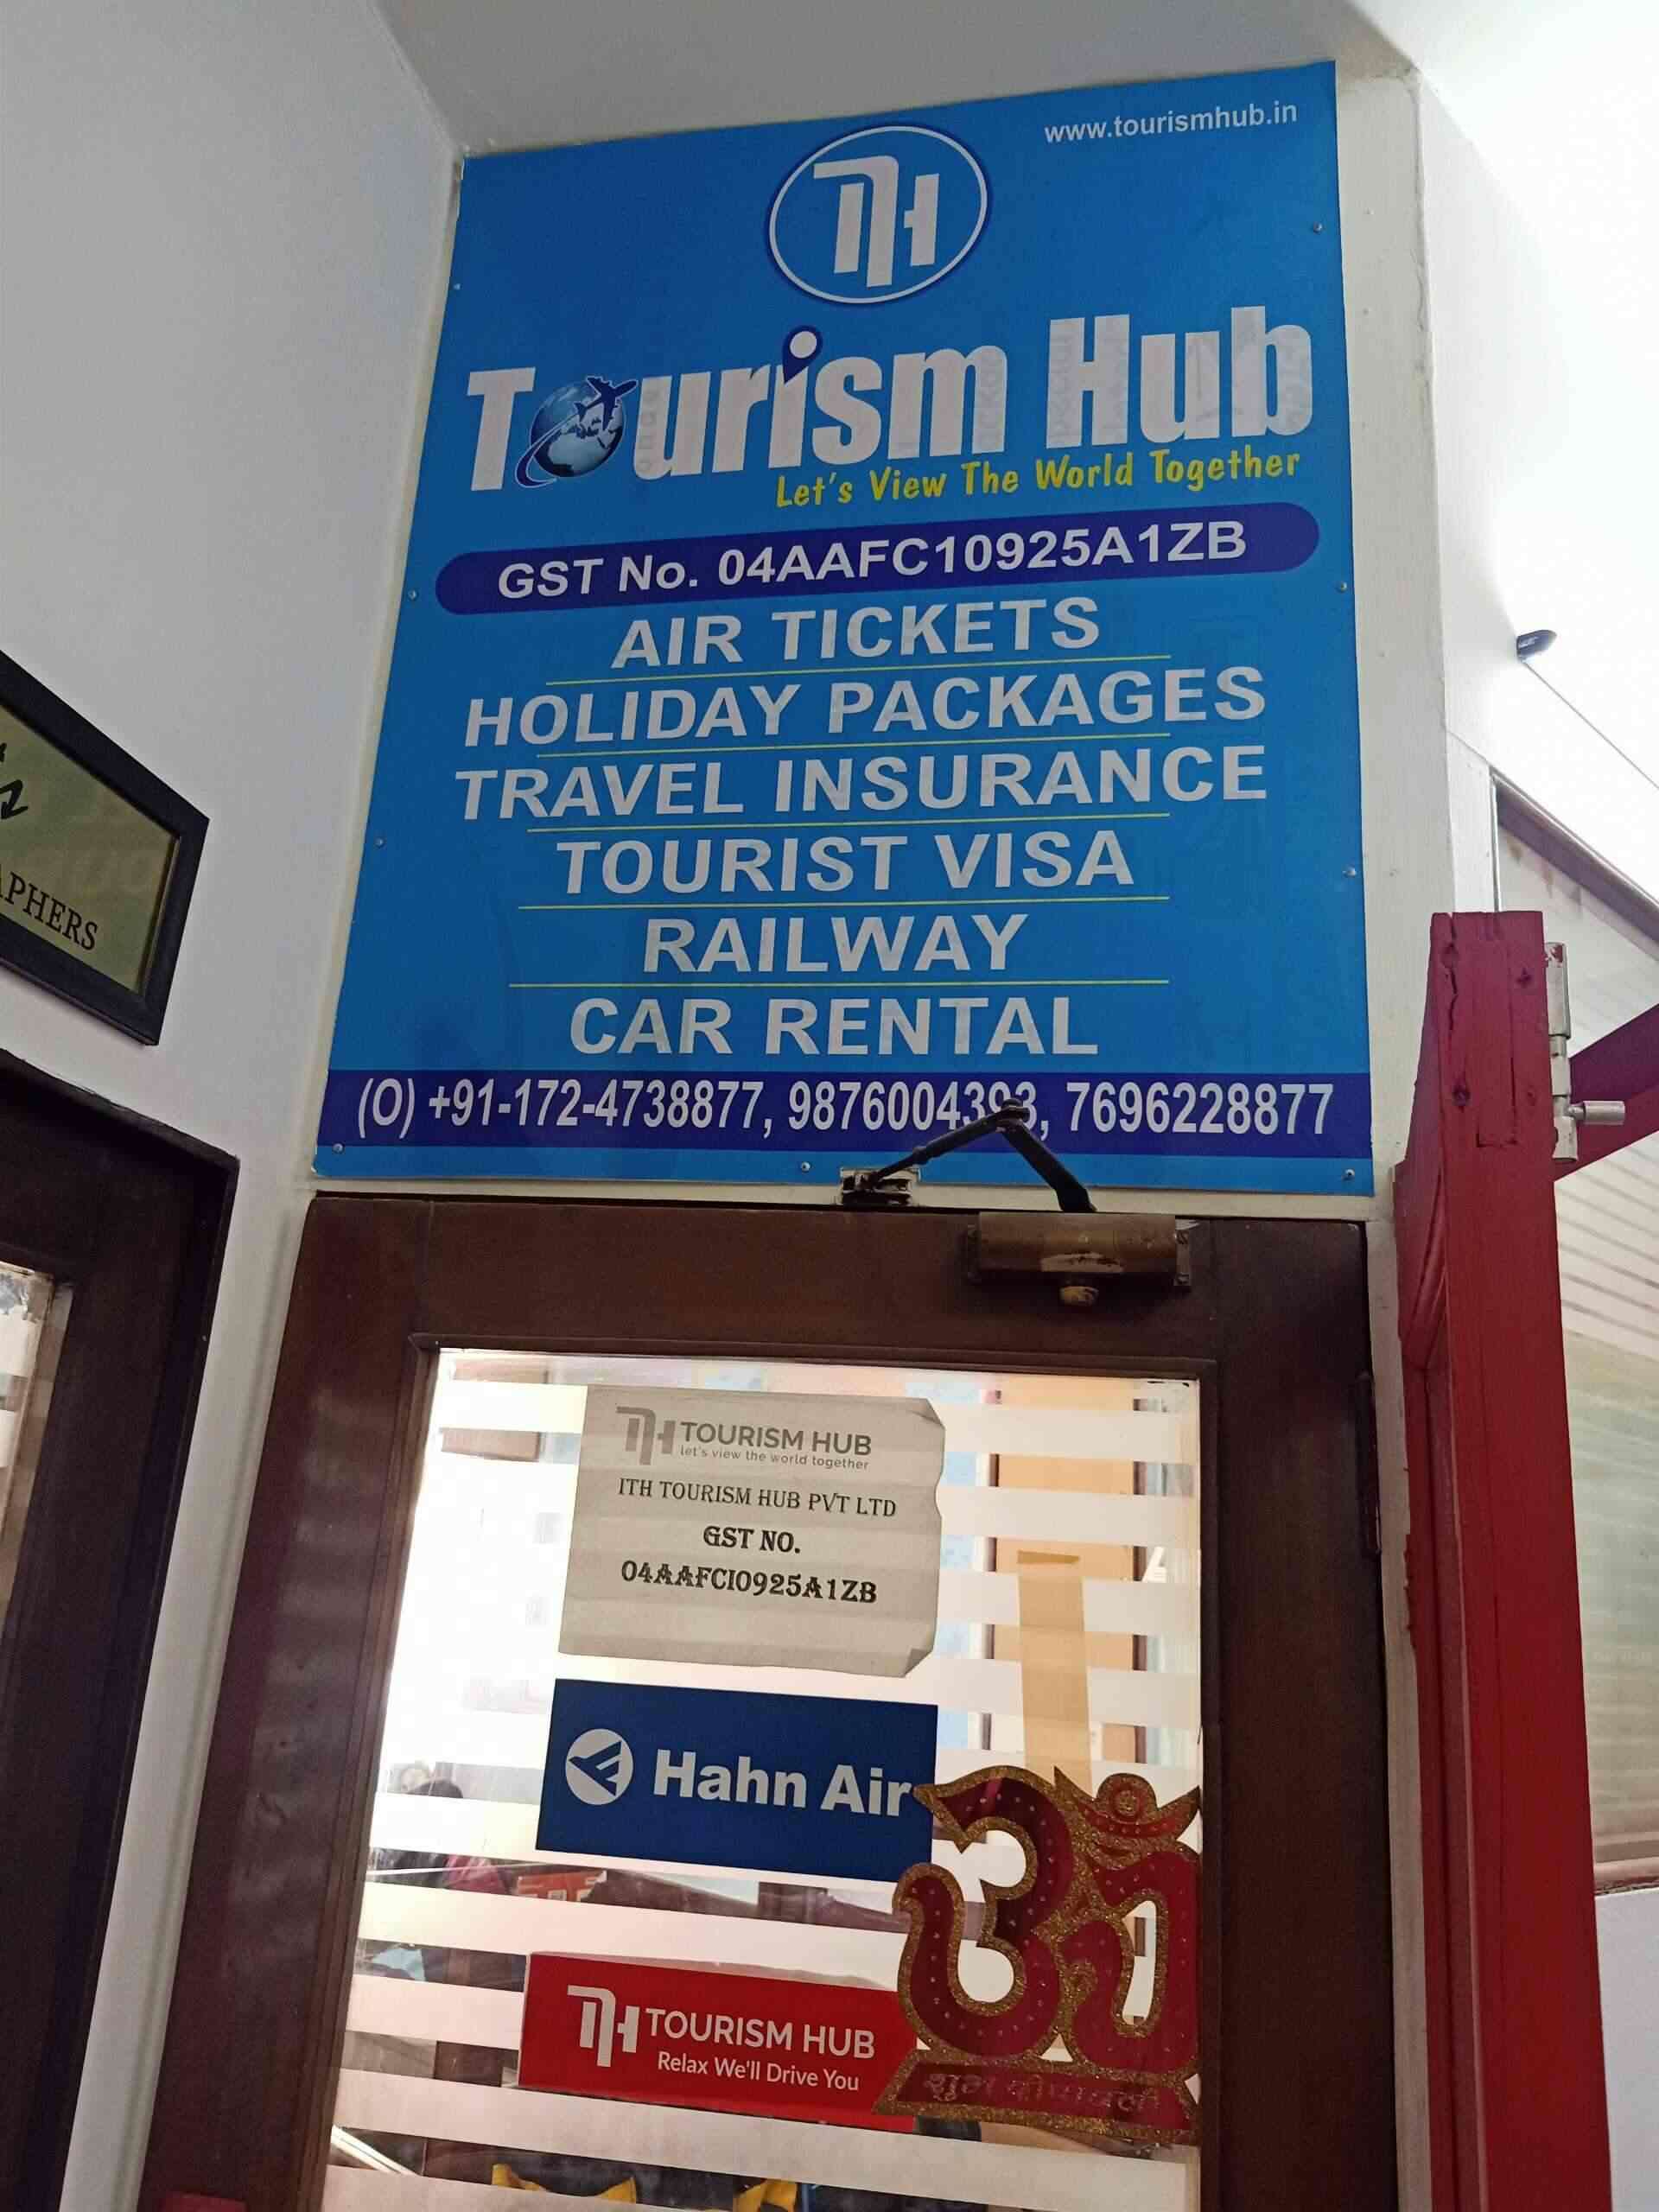 www.tourismhub.in
TH
Tourism Hub
Let's View The World Together
GST No. 04AAFC10925A1ZB
AIR TICKETS
HOLIDAY PACKAGES
TRAVEL INSURANCE
TOURIST VISA
RAILWAY
CAR RENTAL
(O) +91-172-4738877, 9876004393, 7696228877
APHERS
TH TOURISM HUB
let's view the world together
ITH TOURISM HUB PVT LTD
GST NO.
04AAFCI0925A1ZB
Hahn Air
ॐ
TH TOURISM HUB
Relax We'll Drive You
शुभ दीपावली